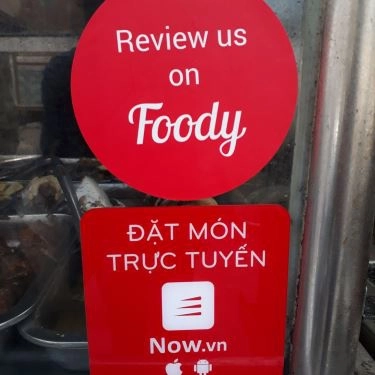 Review us
on
Foody
ĐẶT MÓN
TRỰC TUYẾN
Now.vn